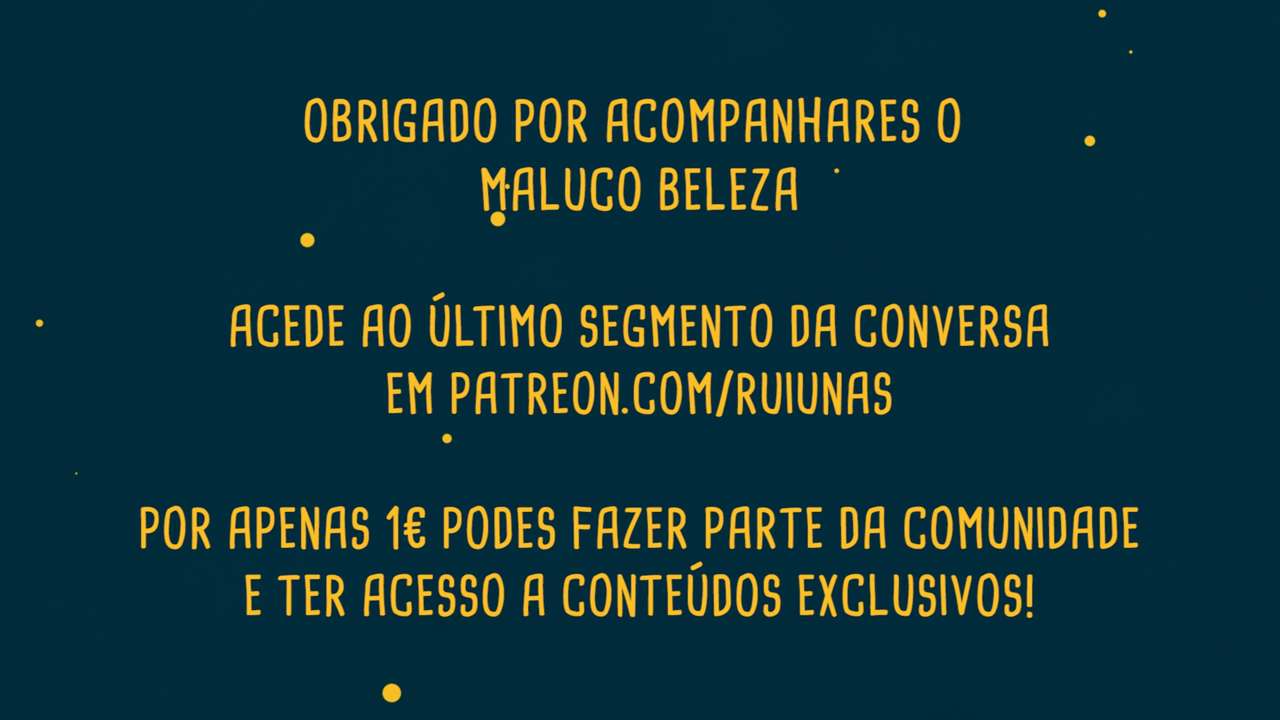 OBRIGADO POR ACOMPANHARES O
MALUCO BELEZA
ACEDE AO ÚLTIMO SEGMENTO DA CONVERSA
EM PATREON.COM/RUIUNAS
POR APENAS 1€ PODES FAZER PARTE DA COMUNIDADE
E TER ACESSO A CONTEÚDOS EXCLUSIVOS!